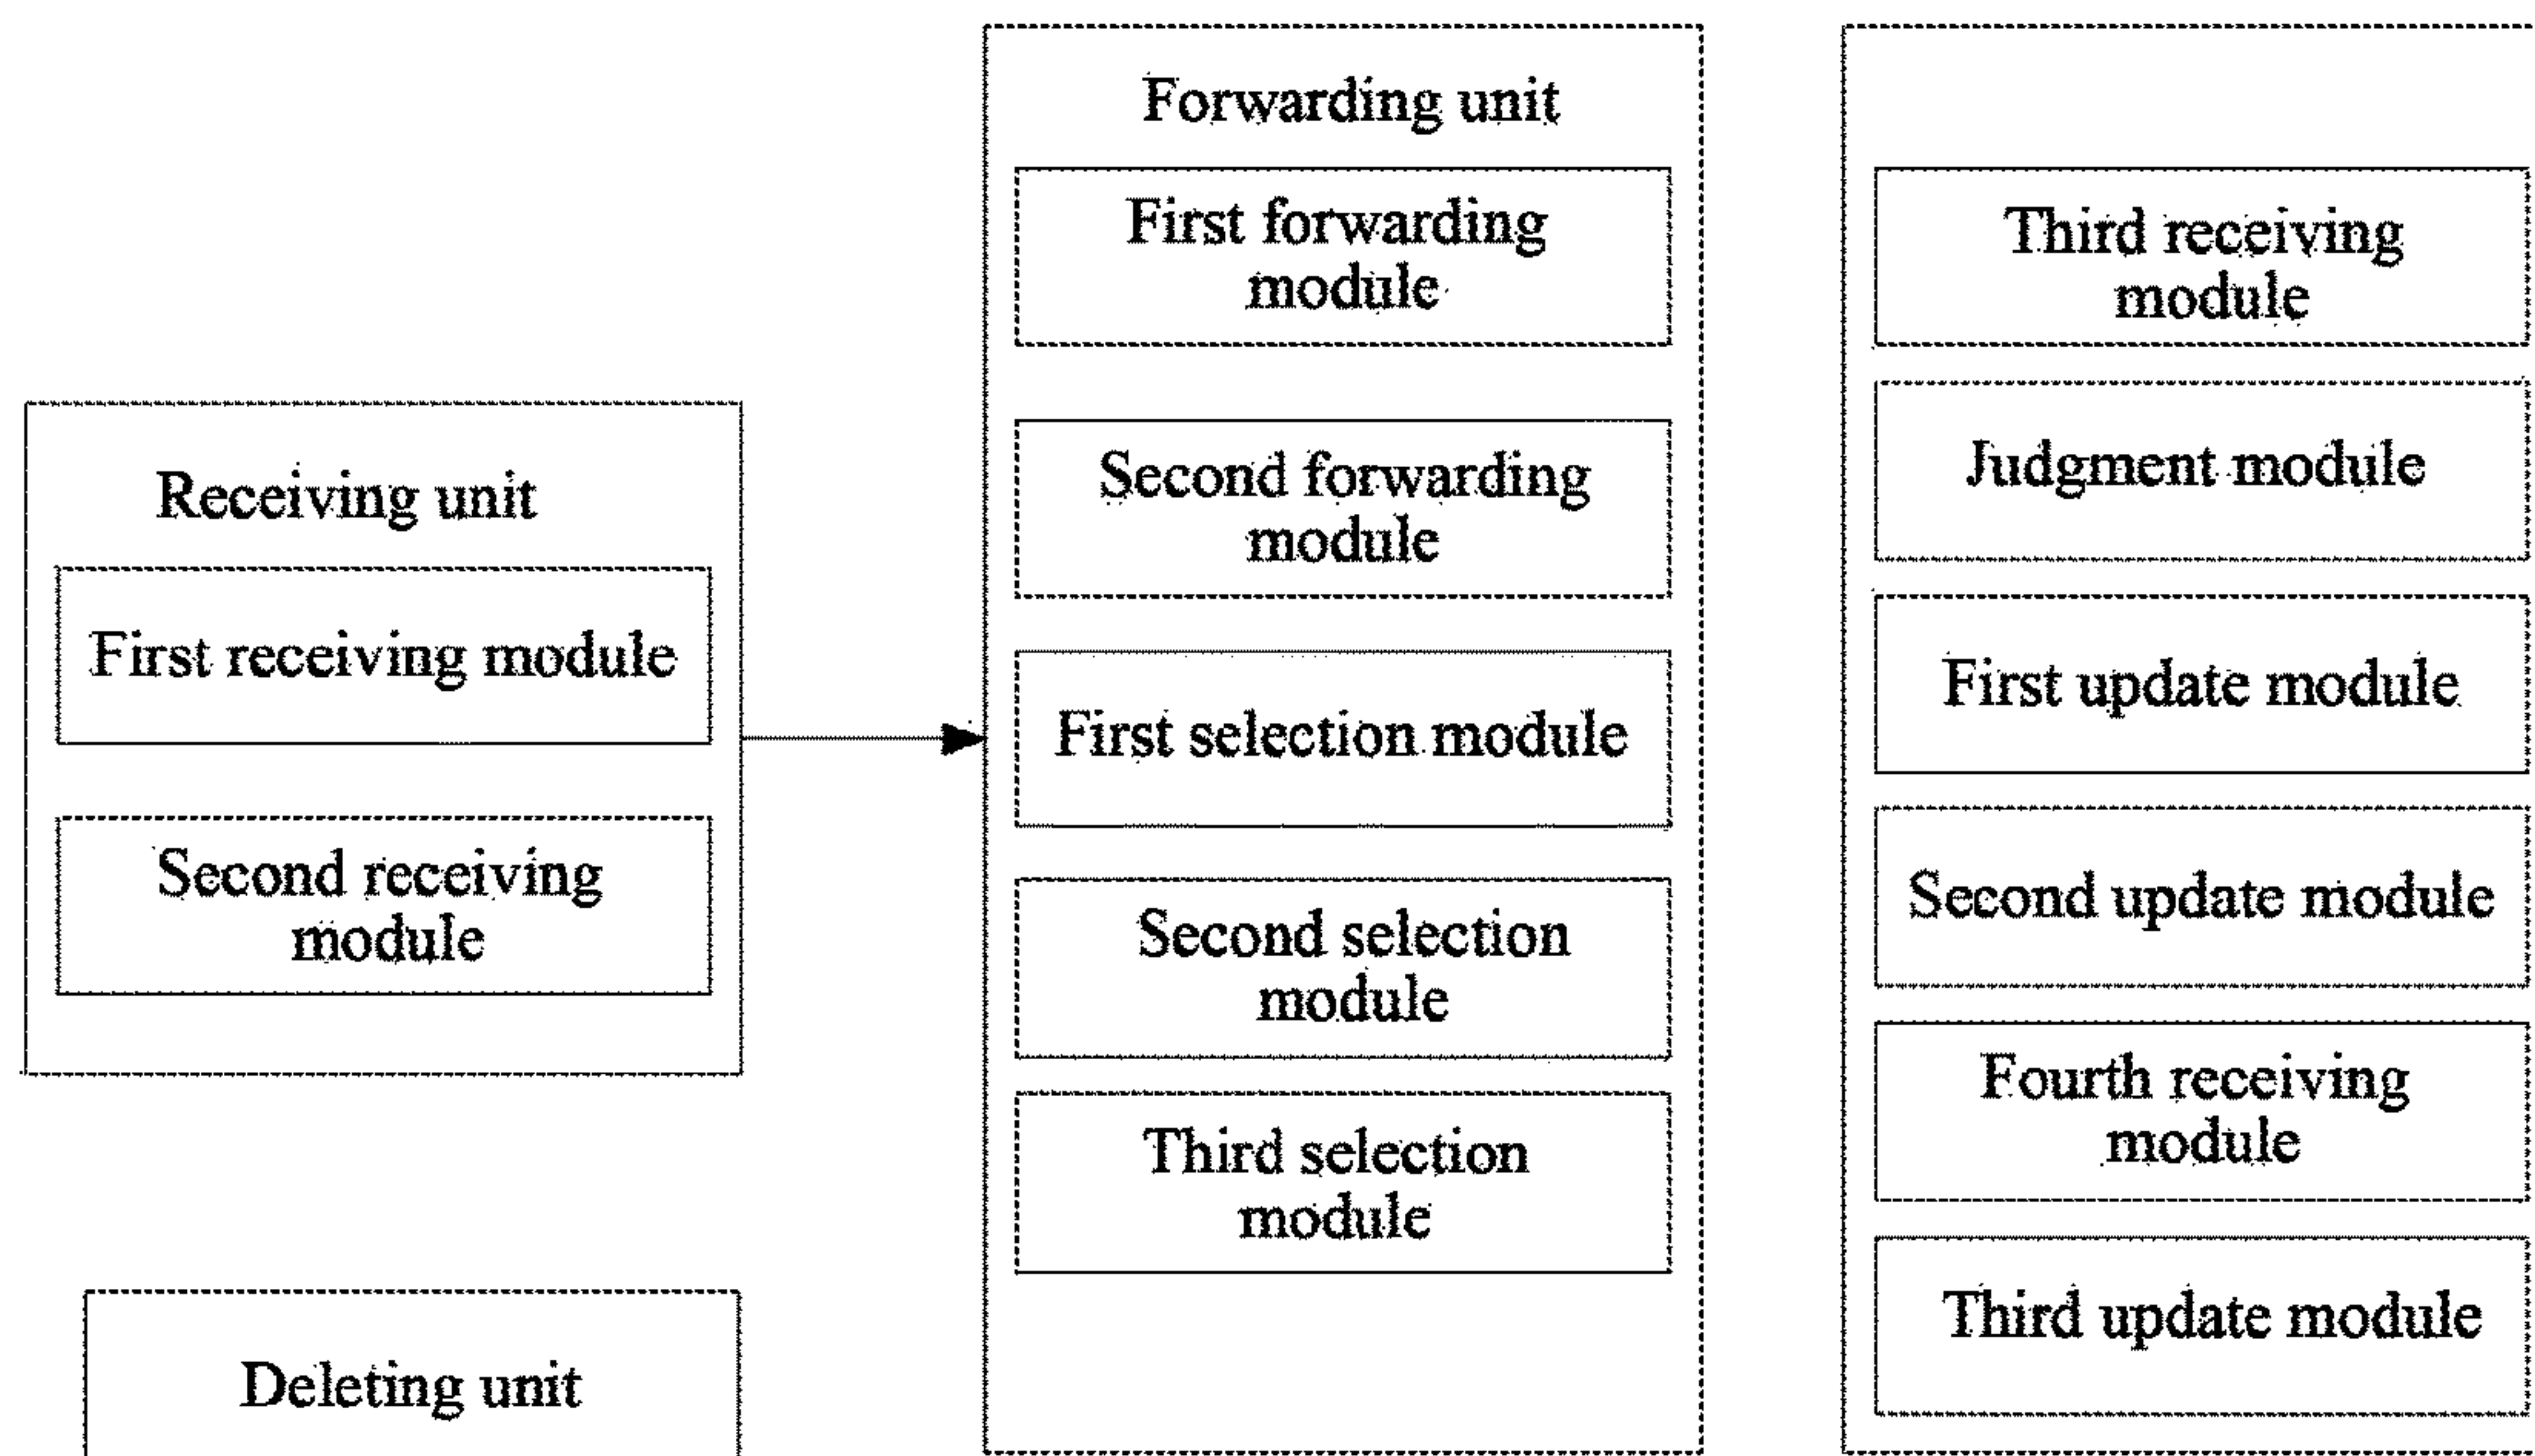 Receiving unit
First receiving module
Second receiving
module
Deleting unit
Forwarding unit
First forwarding
module
Second forwarding
module
First selection module
Second selection
module
Third selection
module
Third receiving
module
Judgment module
First update module
Second update module
Fourth receiving
module
Third update module